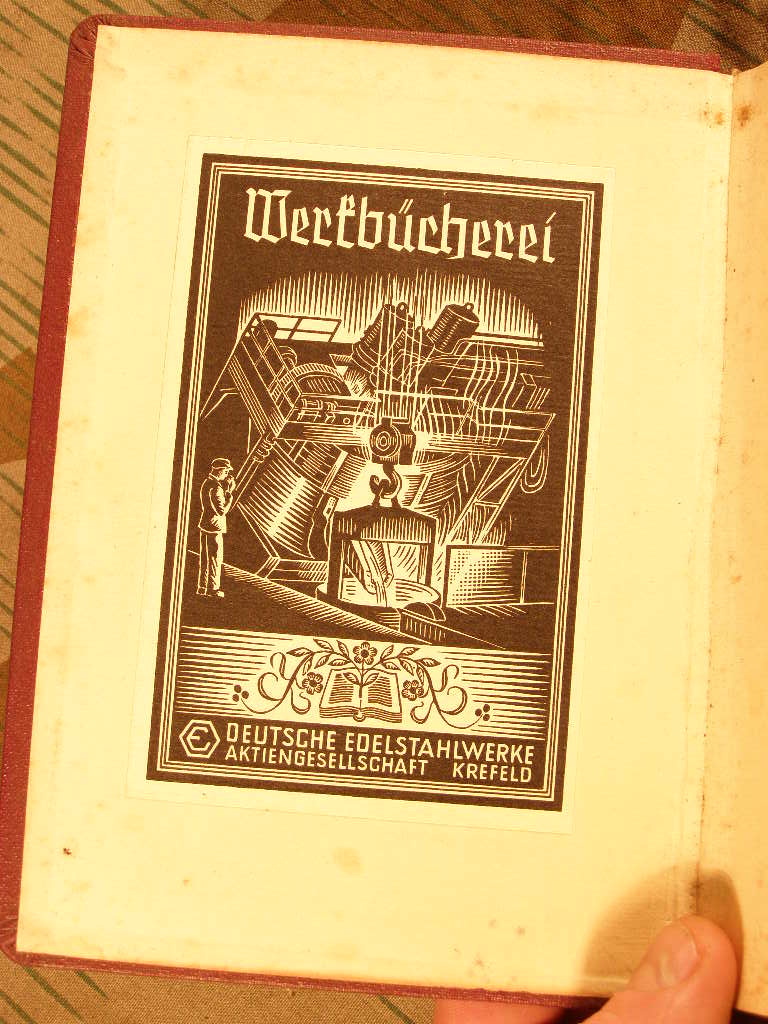 Werkbücherei
E
DEUTSCHE EDELSTAHLWERKE
AKTIENGESELLSCHAFT KREFELD